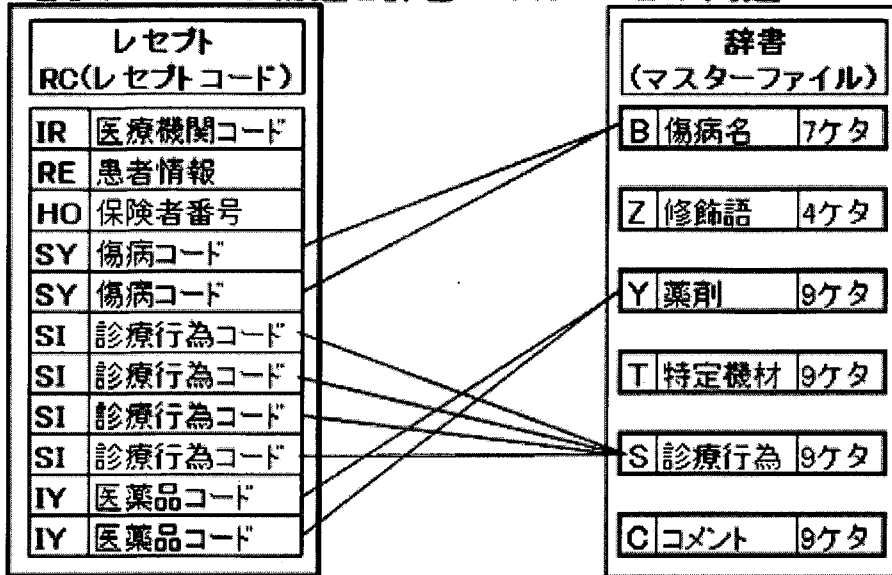 レセプト
RC(レセプトコード)
IR 医療機関コード
RE 患者情報
HO 保険者番号
SY 傷病コード
SY 傷病コード
SI 診療行為コード
SI 診療行為コード
SI 診療行為コード
SI 診療行為コード
IY 医薬品コード
IY 医薬品コード
辞書
(マスターファイル)
B 傷病名 7ケタ
Z 修飾語 4ケタ
Y 薬剤 9ケタ
T 特定機材 9ケタ
S 診療行為 9ケタ
C コメント 9ケタ